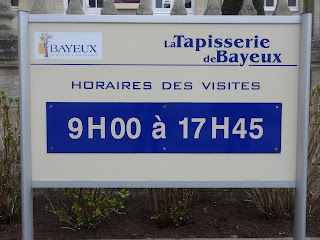 BAYEUX
La Tapisserie
de Bayeux
HORAIRES DES VISITES
9H00 à 17H45